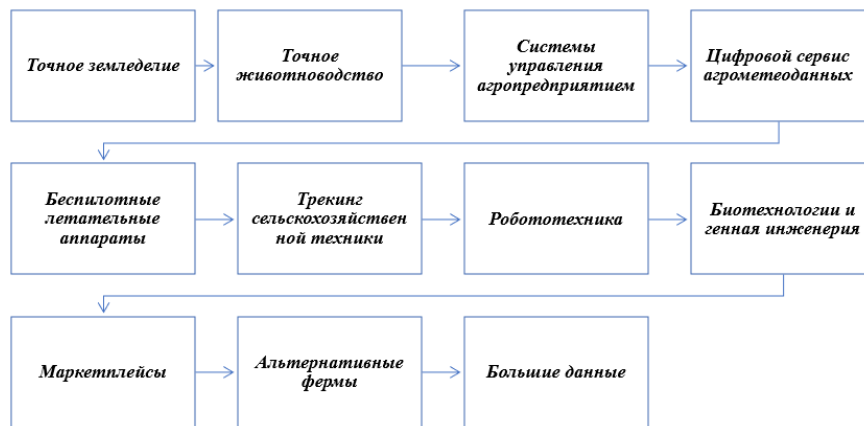 Точное земледелие
Точное
животноводство
Системы
управления
агропредприятием
Цифровой сервис
агрометеоданных
Беспилотные
летательные
аппараты
Трекинг
сельскохозяйствен
ной техники
Робототехника
Биотехнологии и
генная инженерия
Маркетплейсы
Альтернативные
фермы
Большие данные